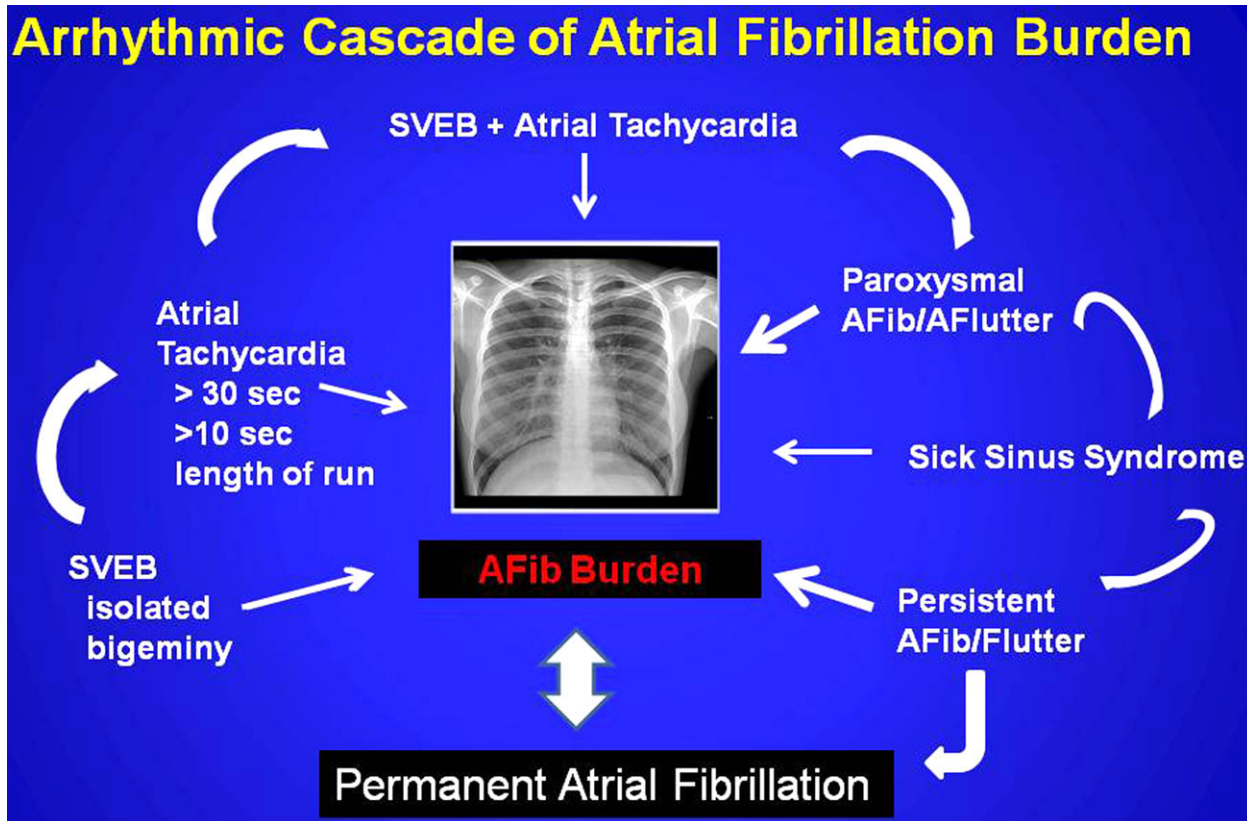 Arrhythmic Cascade of Atrial Fibrillation Burden
SVEB + Atrial Tachycardia
Paroxysmal
AFib/AFlutter
Atrial
Tachycardia
> 30 sec
>10 sec
length of run
Sick Sinus Syndrome
SVEB
isolated
bigeminy
AFib Burden
Persistent
AFib/Flutter
Permanent Atrial Fibrillation